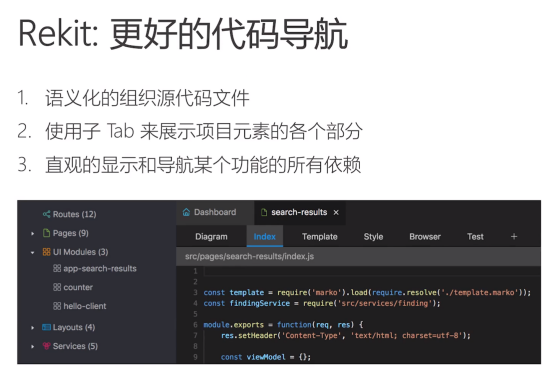 Rekit: 更好的代码导航
1. 语义化的组织源代码文件
2. 使用子 Tab 来展示项目元素的各个部分
3. 直观的显示和导航某个功能的所有依赖
Routes (12)
Pages (9)
UI Modules (3)
app-search-results
counter
hello-client
Layouts (4)
Services (5)
Dashboard search-results ×
Diagram Index Template Style Browser Test +
src/pages/search-results/index.js
1
2
3 const template = require('marko').load(require.resolve('./template.marko'));
4 const findingService = require('src/services/finding');
5
6 module.exports = function(req, res) {
7 res.setHeader('Content-Type', 'text/html; charset=utf-8');
8
9 const viewModel = {};